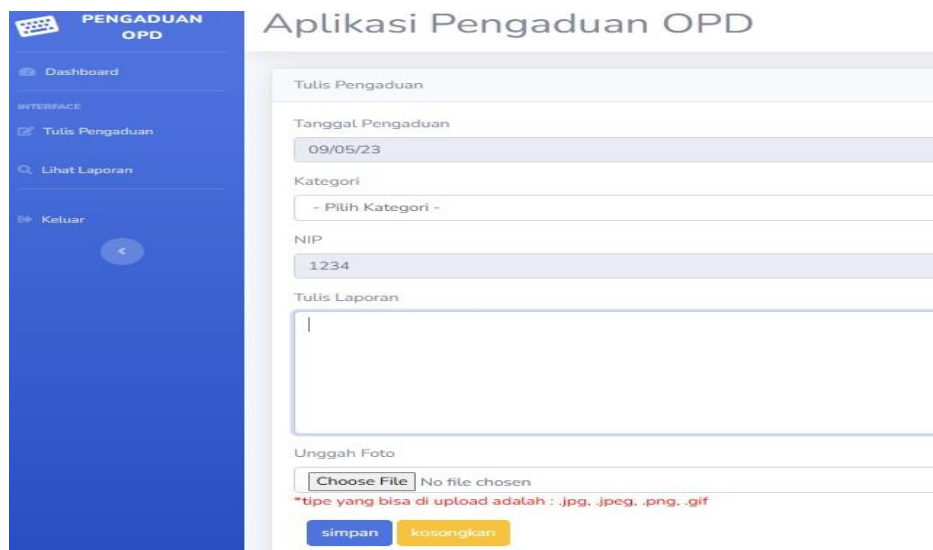 PENGADUAN
OPD
Dashboard
INTERFACE
Tulis Pengaduan
Lihat Laporan
Keluar
Aplikasi Pengaduan OPD
Tulis Pengaduan
Tanggal Pengaduan
09/05/23
Kategori
- Pilih Kategori -
NIP
1234
Tulis Laporan
Unggah Foto
Choose File No file chosen
*tipe yang bisa di upload adalah : .jpg, .jpeg, .png, .gif
simpan kosongkan